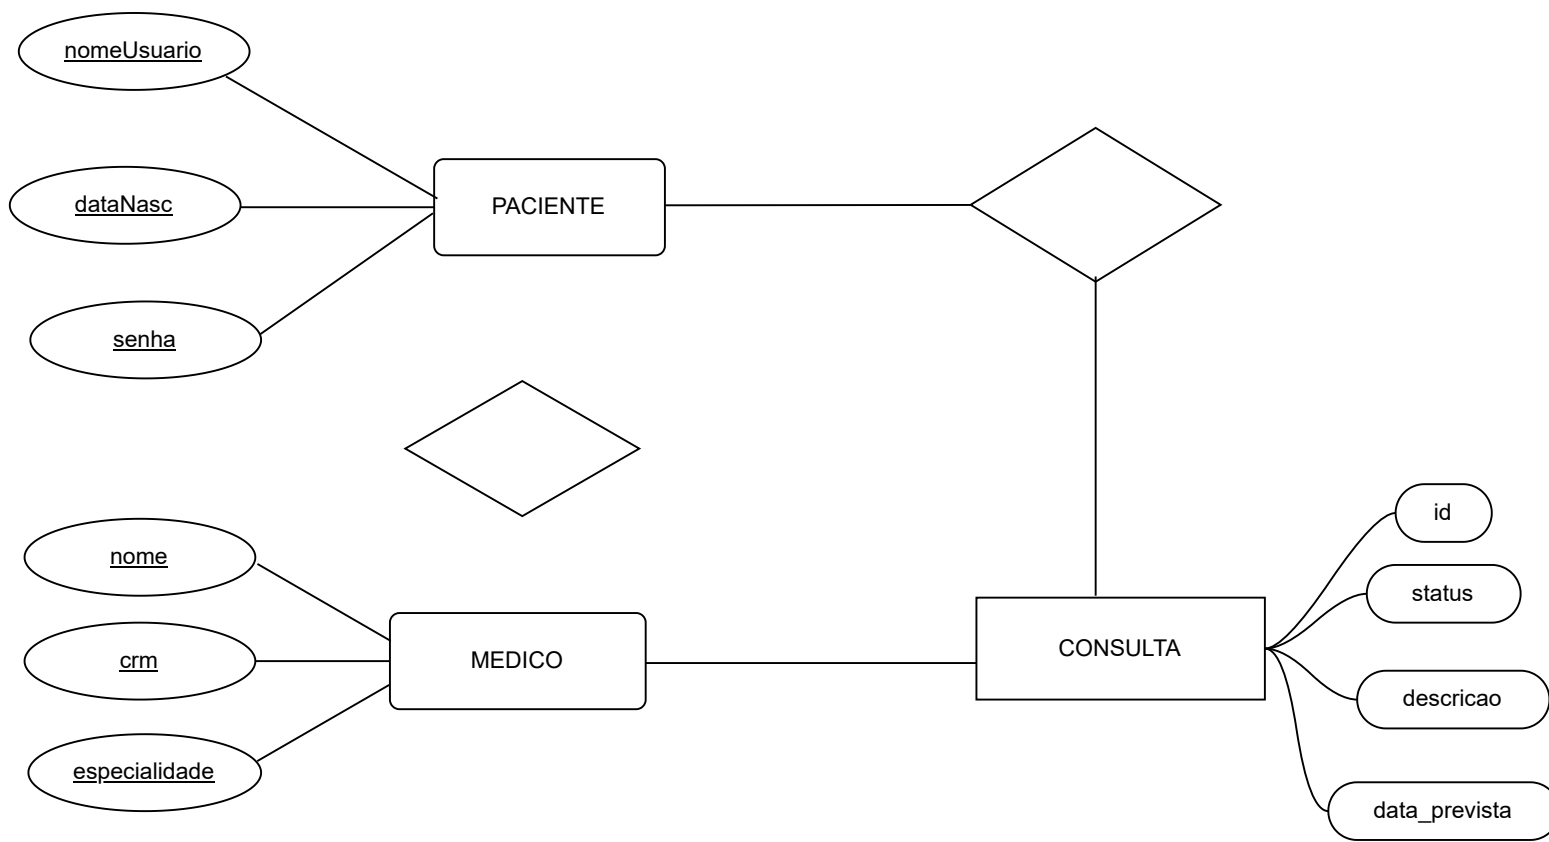 nomeUsuario
dataNasc
PACIENTE
senha
nome
crm
MEDICO
especialidade
CONSULTA
id
status
descricao
data_prevista